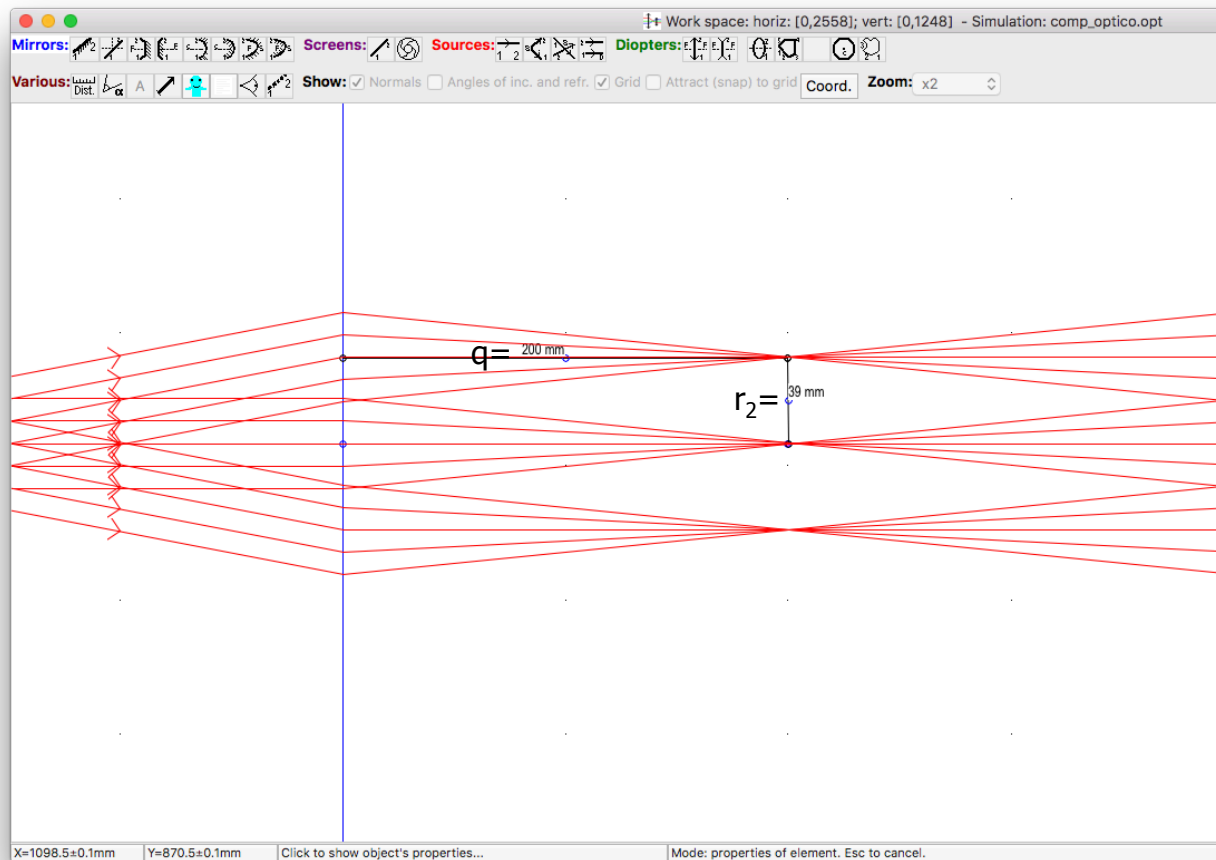 Work space: horiz: [0,2558]; vert: [0,1248] - Simulation: comp_optico.opt
Mirrors: Screens: Sources: Diopters:
Various: Dist. α A Show: Normals Angles of inc. and refr. Grid Attract (snap) to grid Coord. Zoom: x2
q= 200 mm
r2= 39 mm
X=1098.5±0.1mm Y=870.5±0.1mm Click to show object's properties... Mode: properties of element. Esc to cancel.